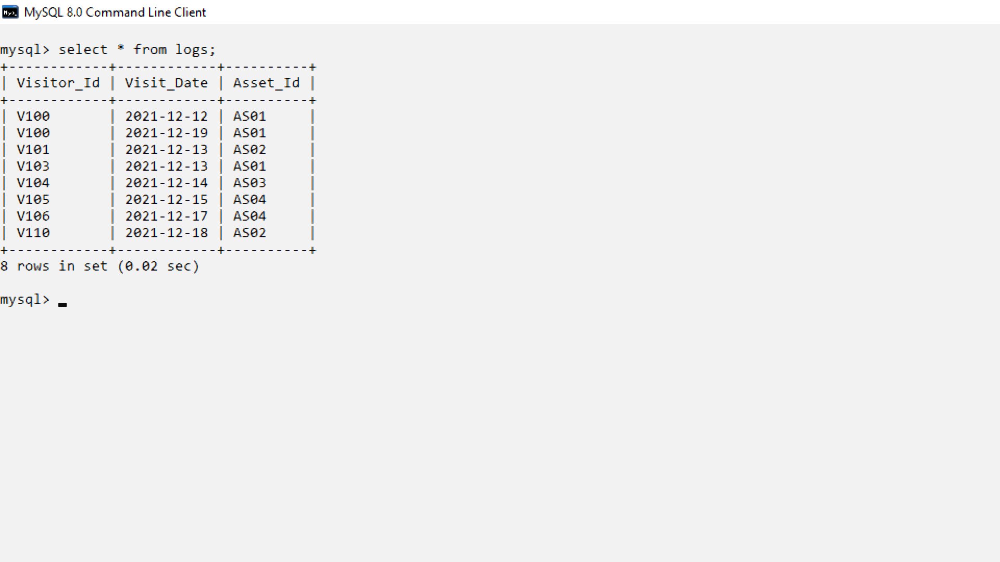 MySQL 8.0 Command Line Client
mysql> select * from logs;
+------------+------------+----------+
| Visitor_Id | Visit_Date | Asset_Id |
+------------+------------+----------+
| V100       | 2021-12-12 | AS01     |
| V100       | 2021-12-19 | AS01     |
| V101       | 2021-12-13 | AS02     |
| V103       | 2021-12-13 | AS01     |
| V104       | 2021-12-14 | AS03     |
| V105       | 2021-12-15 | AS04     |
| V106       | 2021-12-17 | AS04     |
| V110       | 2021-12-18 | AS02     |
+------------+------------+----------+
8 rows in set (0.02 sec)
mysql> _